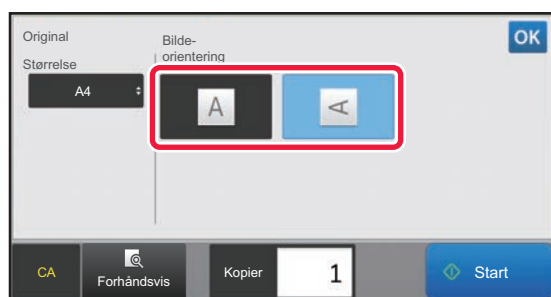 Original
Størrelse
A4
Bilde-
orientering
A
A
OK
CA
Forhåndsvis
Kopier
1
Start